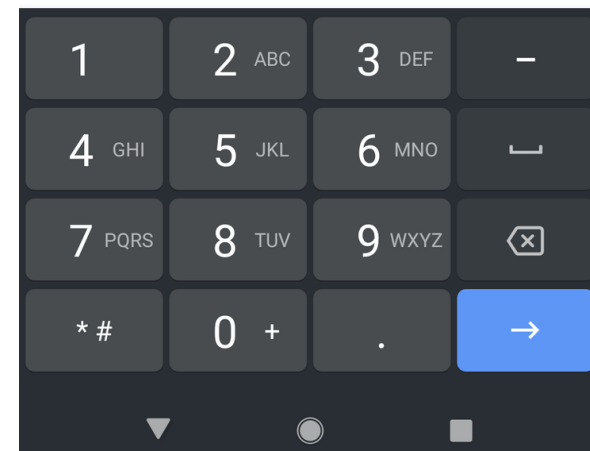 1 2 ABC 3 DEF -
4 GHI 5 JKL 6 MNO
7 PQRS 8 TUV 9 WXYZ
* # 0 + .